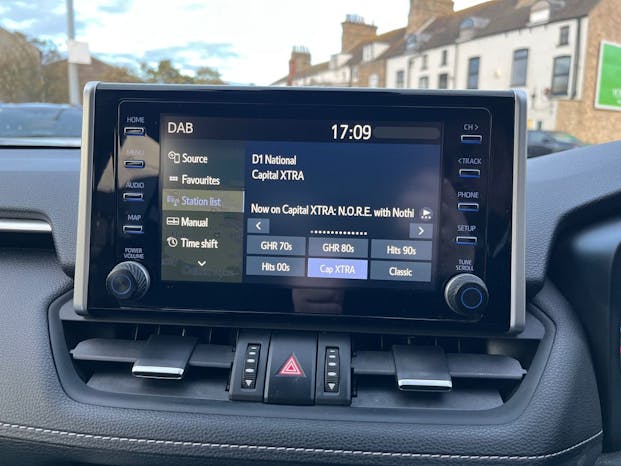 DAB
17:09
HOME
MENU
AUDIO
MAP
POWER
VOLUME
Source
Favourites
Station list
Manual
Time shift
D1 National
Capital XTRA
Now on Capital XTRA: N.O.R.E. with Nothi
GHR 70s
GHR 80s
Hits 90s
Hits 00s
Cap XTRA
Classic
CH >
< TRACK
PHONE
SETUP
TUNE
SCROLL